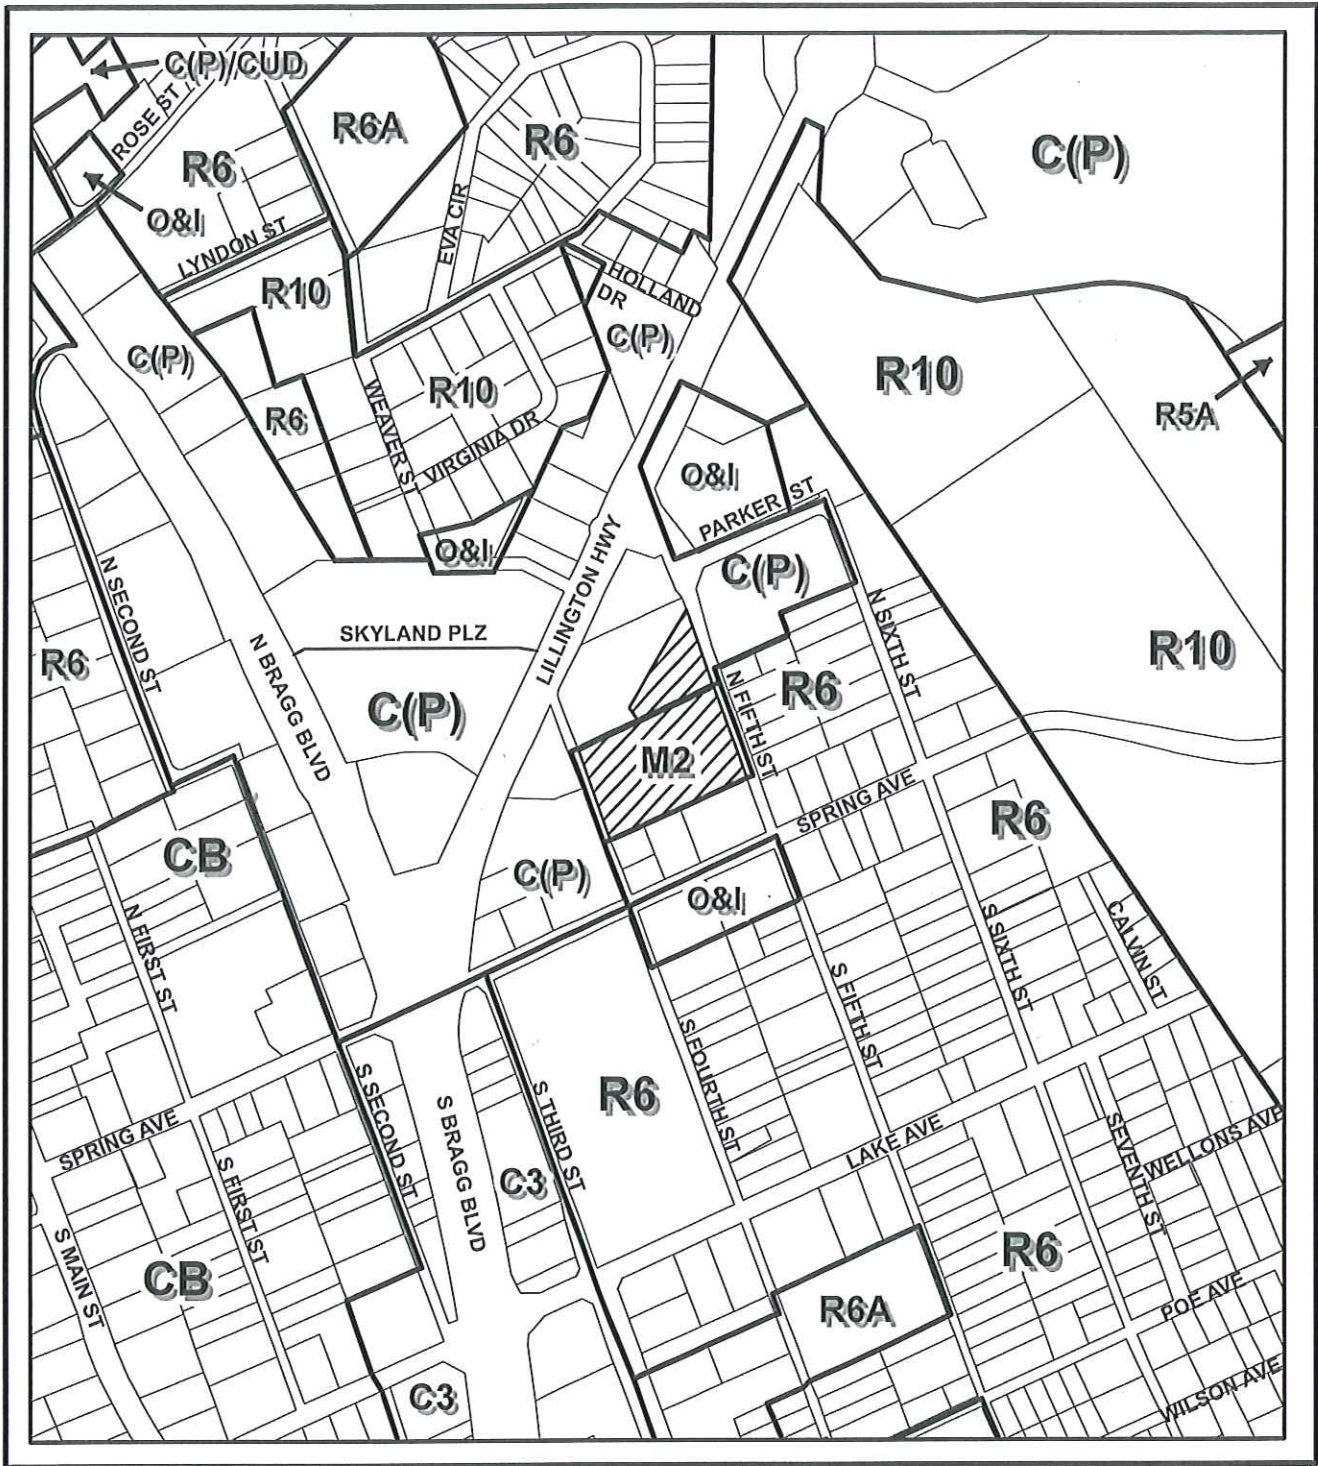 C(P)/CUD
ROSE ST
R6A
R6
R6
C(P)
O&I
EVA CIR
LYNDON ST
R10
HOLLAND
DR
C(P)
C(P)
R10
R10
R5A
R6
WEAVER S
VIRGINIA DR
O&I
PARKER ST
O&I
C(P)
LILLINGTON HWY
N SECOND ST
N SIXTH ST
SKYLAND PLZ
N BRAGG BLVD
R6
R10
R6
C(P)
N FIFTH ST
M2
SPRING AVE
R6
CB
C(P)
O&I
N FIRST ST
S SIXTH ST
CALVIN ST
S FIFTH ST
S FOURTH ST
R6
S SECOND ST
S BRAGG BLVD
S THIRD ST
SPRING AVE
LAKE AVE
SEVENTH ST
WELLONS AVE
C3
S FIRST ST
S MAIN ST
CB
R6
POE AVE
R6A
C3
WILSON AVE